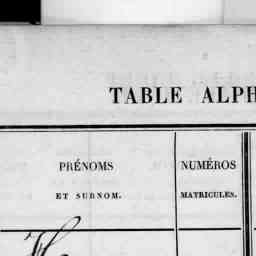 TABLE ALPH
PRÉNOMS
ET SURNOM.
NUMÉROS
MATRICULES.